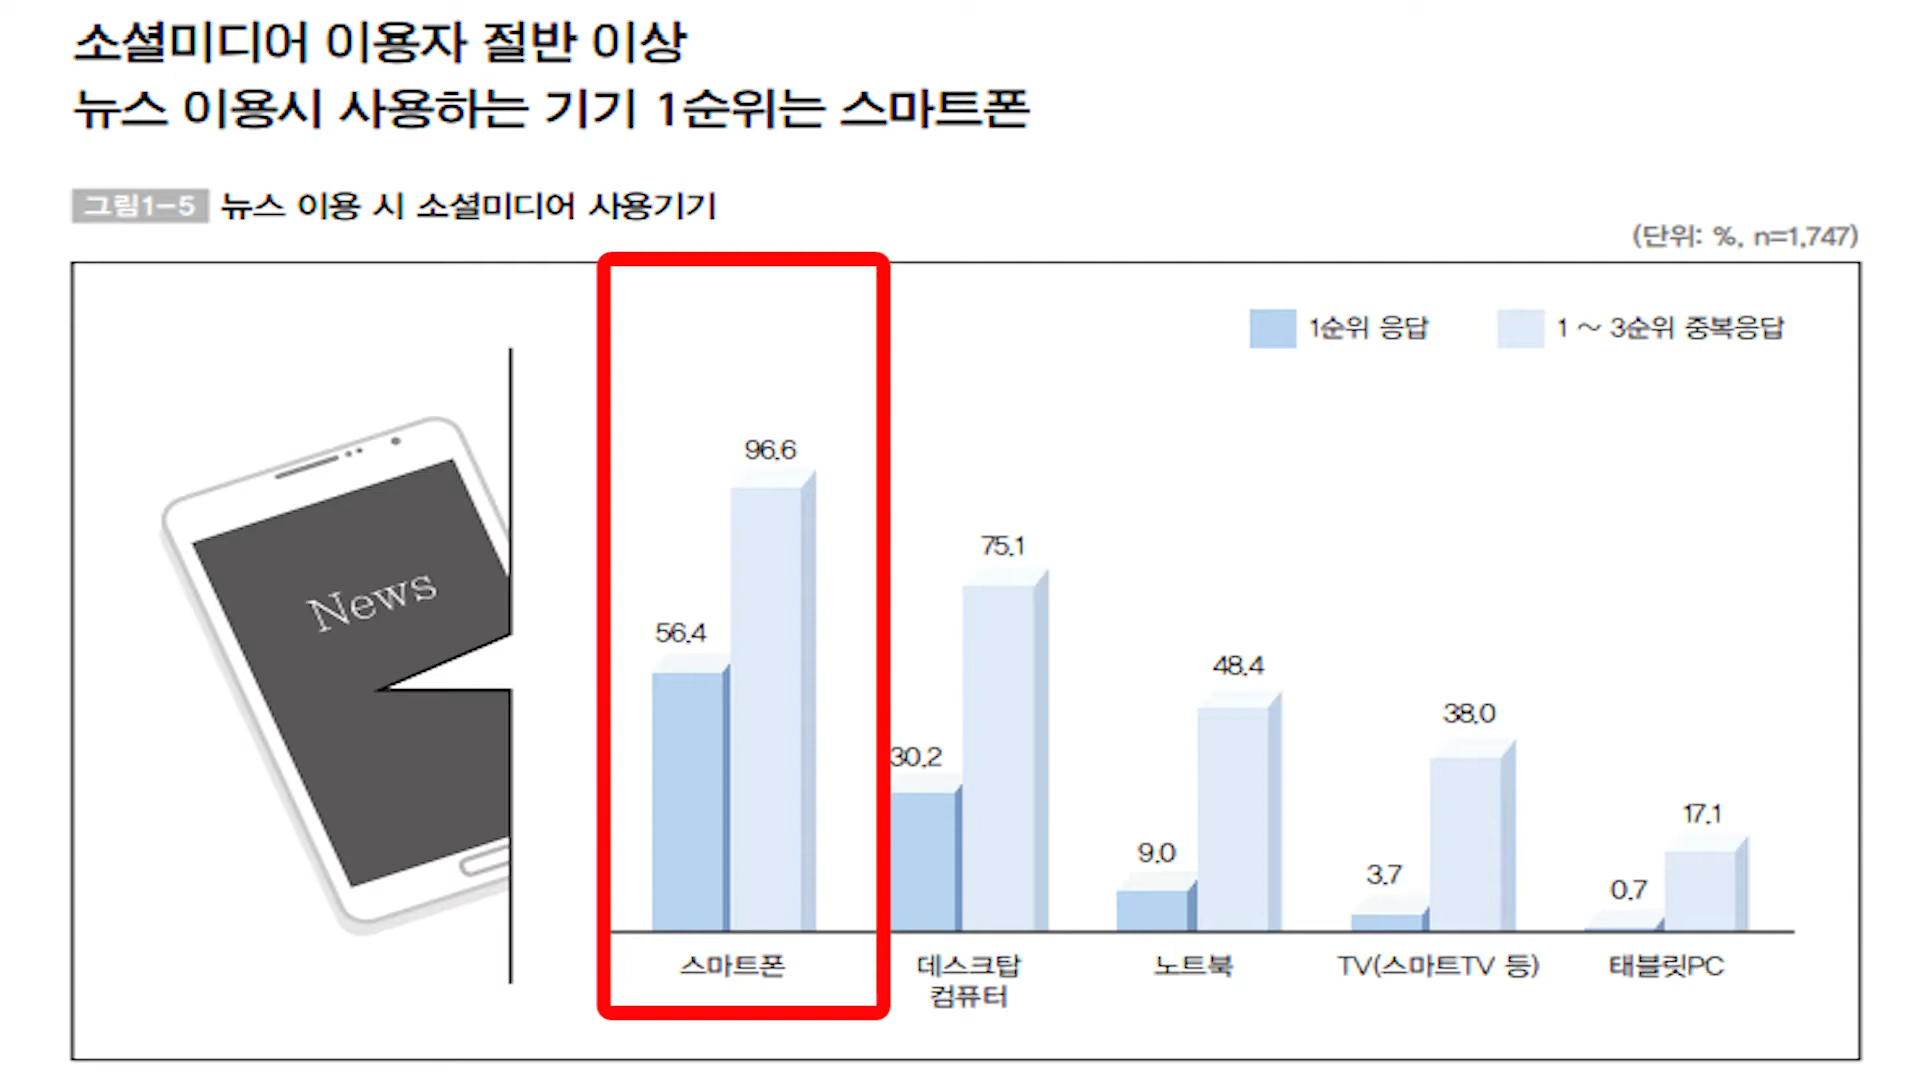 소셜미디어 이용자 절반 이상
뉴스 이용시 사용하는 기기 1순위는 스마트폰
그림1-5 뉴스 이용 시 소셜미디어 사용기기
(단위: %, n=1,747)
1순위 응답
1 ~ 3순위 중복응답
News
56.4
96.6
30.2
75.1
9.0
48.4
3.7
38.0
0.7
17.1
스마트폰
데스크탑
컴퓨터
노트북
TV(스마트TV 등)
태블릿PC